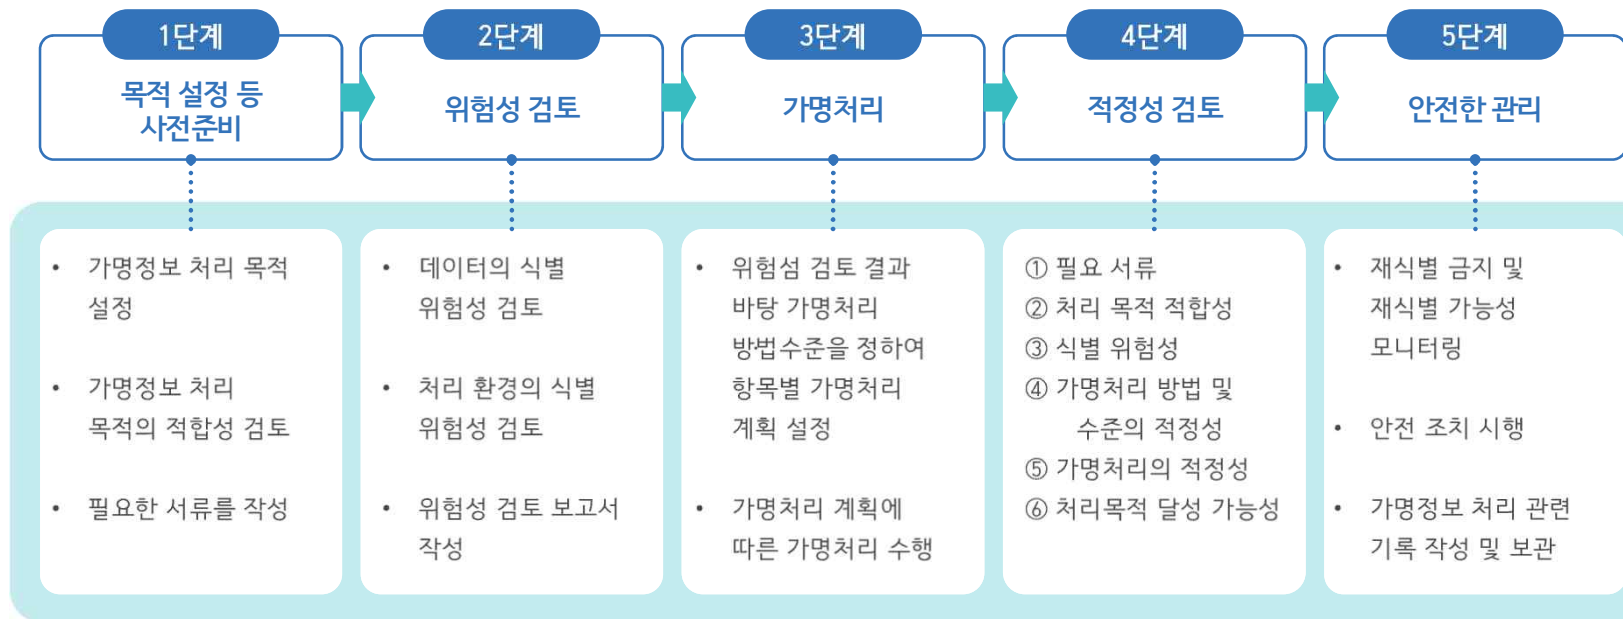 1단계
목적 설정 등
사전준비
2단계
위험성 검토
3단계
가명처리
4단계
적정성 검토
5단계
안전한 관리
• 가명정보 처리 목적
설정
• 가명정보 처리
목적의 적합성 검토
• 필요한 서류를 작성
• 데이터의 식별
위험성 검토
• 처리 환경의 식별
위험성 검토
• 위험성 검토 보고서
작성
• 위험섬 검토 결과
바탕 가명처리
방법수준을 정하여
항목별 가명처리
계획 설정
• 가명처리 계획에
따른 가명처리 수행
① 필요 서류
② 처리 목적 적합성
③ 식별 위험성
④ 가명처리 방법 및
수준의 적정성
⑤ 가명처리의 적정성
⑥ 처리목적 달성 가능성
• 재식별 금지 및
재식별 가능성
모니터링
• 안전 조치 시행
• 가명정보 처리 관련
기록 작성 및 보관